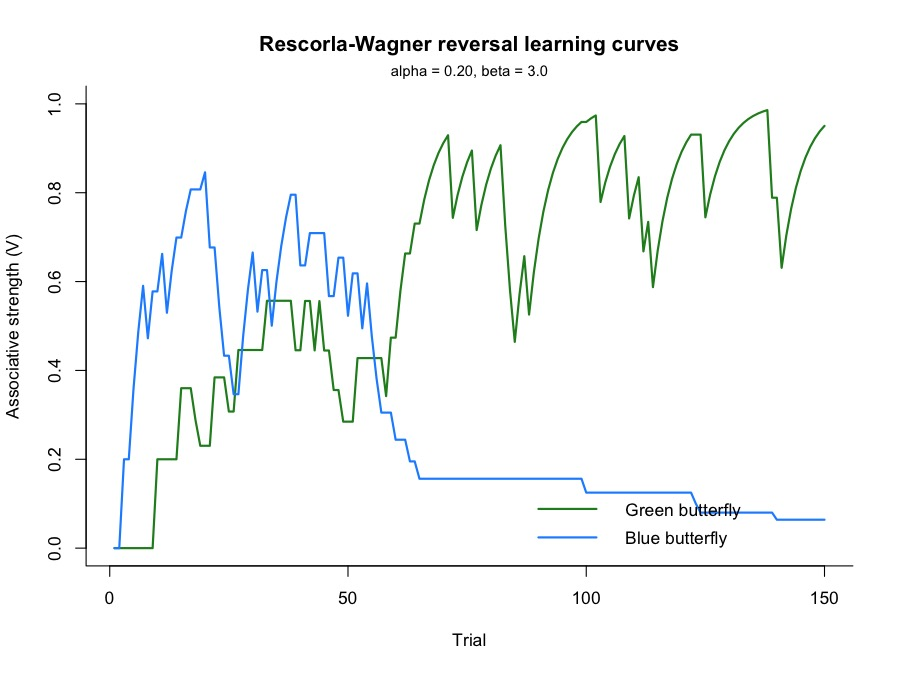 Rescorla-Wagner reversal learning curves
alpha = 0.20, beta = 3.0
Associative strength (V)
1.0
0.8
0.6
0.4
0.2
0.0
Green butterfly
Blue butterfly
0 50 100 150
Trial